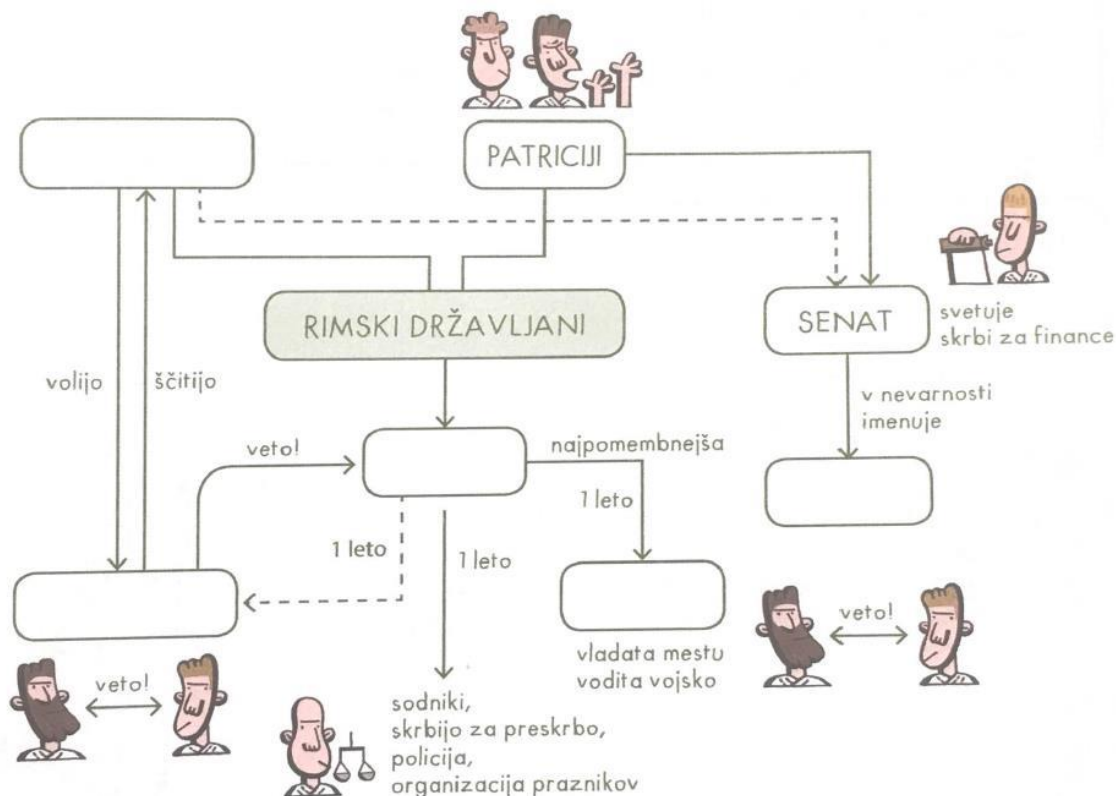 PATRICIJI
RIMSKI DRŽAVLJANI
SENAT
svetuje
skrbi za finance
volijo
ščitijo
v nevarnosti
imenuje
veto!
najpomembnejša
1 leto
1 leto
1 leto
vladata mestu
vodita vojsko
veto!
veto!
sodniki,
skrbijo za preskrbo,
policija,
organizacija praznikov